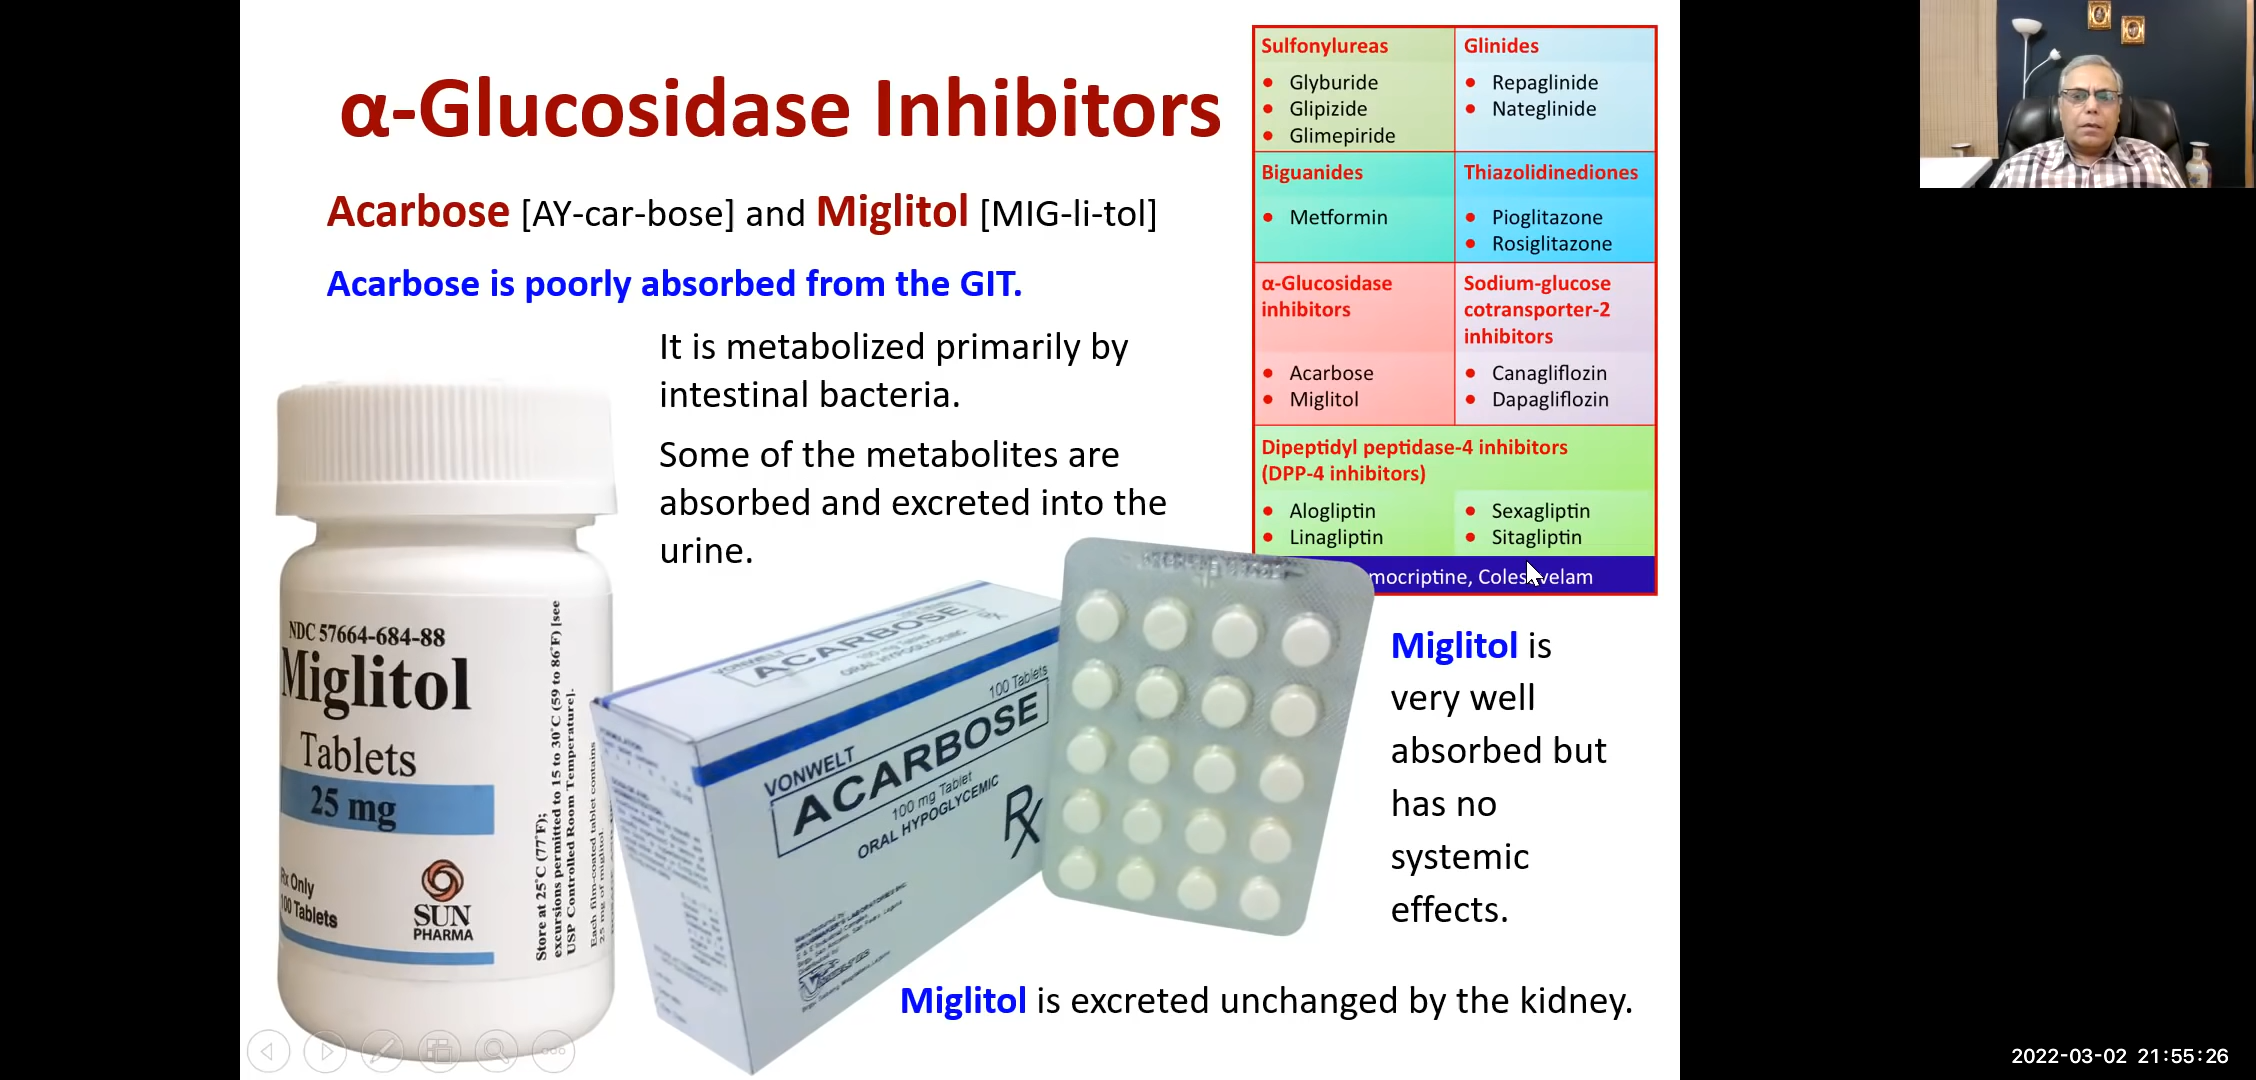 α-Glucosidase Inhibitors
Acarbose [AY-car-bose] and Miglitol [MIG-li-tol]
Acarbose is poorly absorbed from the GIT.
It is metabolized primarily by
intestinal bacteria.
Some of the metabolites are
absorbed and excreted into the
urine.
Sulfonylureas
Glyburide
Glipizide
Glimepiride
Glinides
Repaglinide
Nateglinide
Biguanides
Metformin
Thiazolidinediones
Pioglitazone
Rosiglitazone
α-Glucosidase
inhibitors
Acarbose
Miglitol
Sodium-glucose
cotransporter-2
inhibitors
Canagliflozin
Dapagliflozin
Dipeptidyl peptidase-4 inhibitors
(DPP-4 inhibitors)
Alogliptin
Linagliptin
Sexagliptin
Sitagliptin
mocriptine, Colesevelam
NDC 57664-684-88
Miglitol
Tablets
25 mg
Rx Only
100 Tablets
SUN
PHARMA
Store at 25°C (77°F);
excursions permitted to 15 to 30°C (59 to 86°F) [see
USP Controlled Room Temperature].
Each film-coated tablet contains
25 mg of miglitol.
VONWELT
ACARBOSE
ORAL HYPOGLYCEMIC
Rx
100 Tablets
VONWELT
ACARBOSE
100 mg Tablet
ORAL HYPOGLYCEMIC
Rx
Miglitol is
very well
absorbed but
has no
systemic
effects.
Miglitol is excreted unchanged by the kidney.
2022-03-02 21:55:26